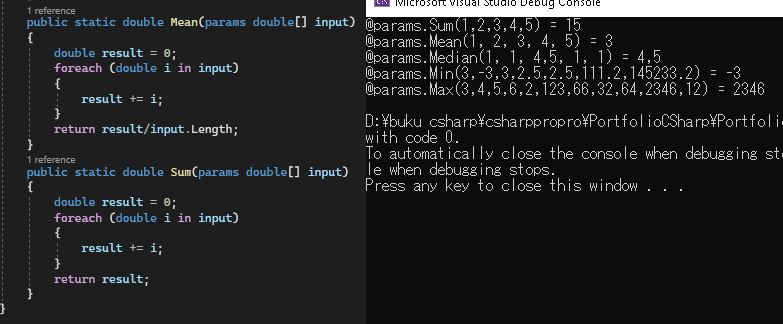 1 reference
public static double Mean(params double[] input)
{
double result = 0;
foreach (double i in input)
{
result += i;
}
return result/input.Length;
}
1 reference
public static double Sum(params double[] input)
{
double result = 0;
foreach (double i in input)
{
result += i;
}
return result;
}
}
Microsoft Visual Studio Debug Console
@params.Sum(1,2,3,4,5) = 15
@params.Mean(1, 2, 3, 4, 5) = 3
@params.Median(1, 1, 4,5, 1, 1) = 4,5
@params.Min(3,-3,3,2.5,2.5,111.2,145233.2) = -3
@params.Max(3,4,5,6,2,123,66,32,64,2346,12) = 2346
D:¥buku csharp¥csharppropro¥PortfolioCSharp¥Portfoli
with code 0.
To automatically close the console when debugging sto
le when debugging stops.
Press any key to close this window . . .